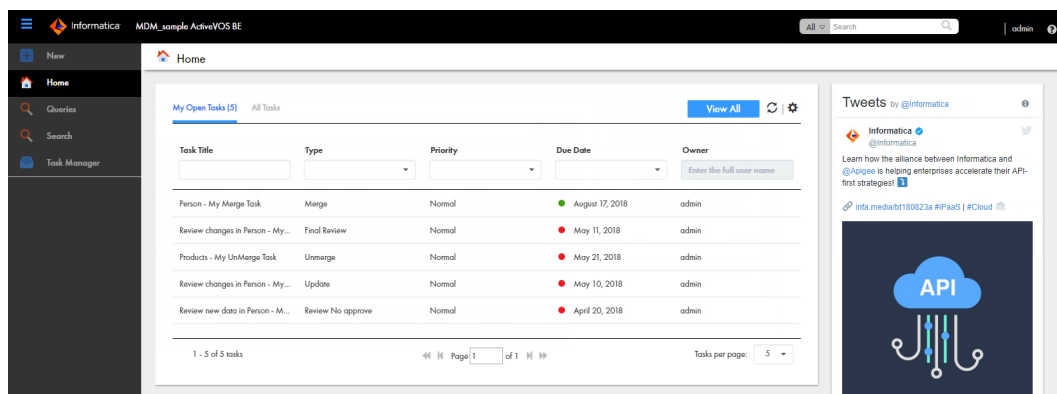 Informatica MDM_sample ActiveVOS BE All Search admin
New
Home
Queries
Search
Task Manager
Home
My Open Tasks (5) All Tasks View All
Task Title Type Priority Due Date Owner
Enter the full user name
Person - My Merge Task Merge Normal August 17, 2018 admin
Review changes in Person - My... Final Review Normal May 11, 2018 admin
Products - My UnMerge Task Unmerge Normal May 21, 2018 admin
Review changes in Person - My... Update Normal May 10, 2018 admin
Review new data in Person - M... Review No approve Normal April 20, 2018 admin
1 - 5 of 5 tasks Page 1 of 1 Tasks per page: 5
Tweets by @Informatica
Informatica
@Informatica
Learn how the alliance between Informatica and
@Apigee is helping enterprises accelerate their API-
first strategies!
infa.media/bt180823a #iPaaS | #Cloud
API